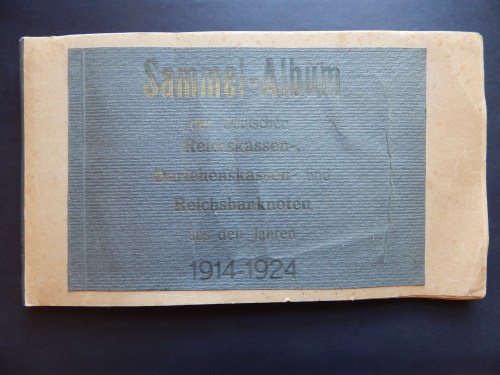 Sammel-Album
der deutschen
Reichskassen-,
Darlehenskassen- und
Reichsbanknoten
aus den Jahren
1914-1924